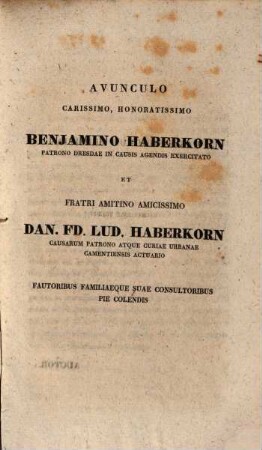 AVUNCULO
CARISSIMO, HONORATISSIMO
BENJAMINO HABERKORN
PATRONO DRESDAE IN CAUSIS AGENDIS EXERCITATO
ET
FRATRI AMITINO AMICISSIMO
DAN. FD. LUD. HABERKORN
CAUSARUM PATRONO ATQUE CURIAE URBANAE
CAMENTIENSIS ACTUARIO
FAUTORIBUS FAMILIAEQUE SUAE CONSULTORIBUS
PIE COLENDIS